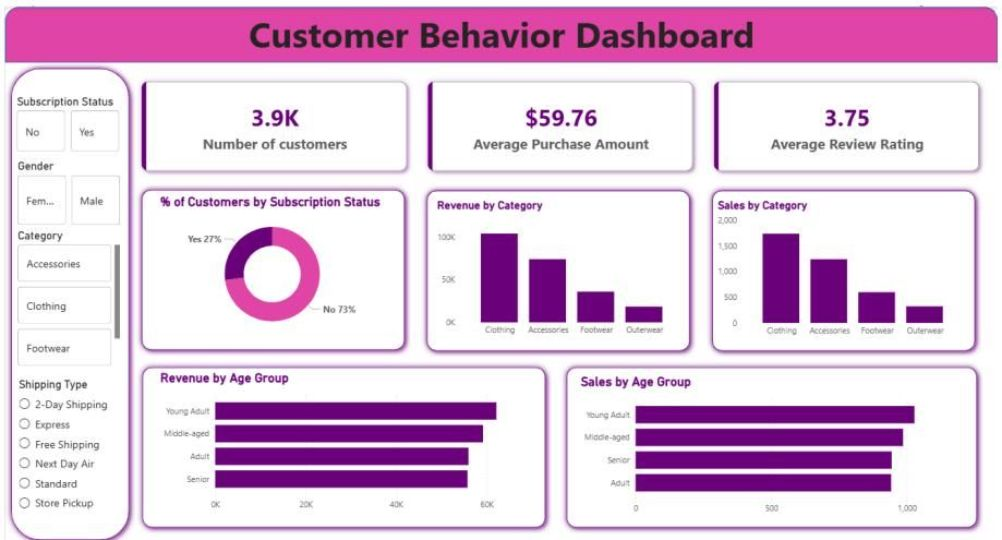 Customer Behavior Dashboard
Subscription Status
No Yes
Gender
Fem... Male
Category
Accessories
Clothing
Footwear
Shipping Type
2-Day Shipping
Express
Free Shipping
Next Day Air
Standard
Store Pickup
3.9K
Number of customers
$59.76
Average Purchase Amount
3.75
Average Review Rating
% of Customers by Subscription Status
Yes 27%
No 73%
Revenue by Category
100K
50K
0K
Clothing Accessories Footwear Outerwear
Sales by Category
2,000
1,500
1,000
500
0
Clothing Accessories Footwear Outerwear
Revenue by Age Group
Young Adult
Middle-aged
Adult
Senior
0K 20K 40K 60K
Sales by Age Group
Young Adult
Middle-aged
Senior
Adult
0 500 1,000